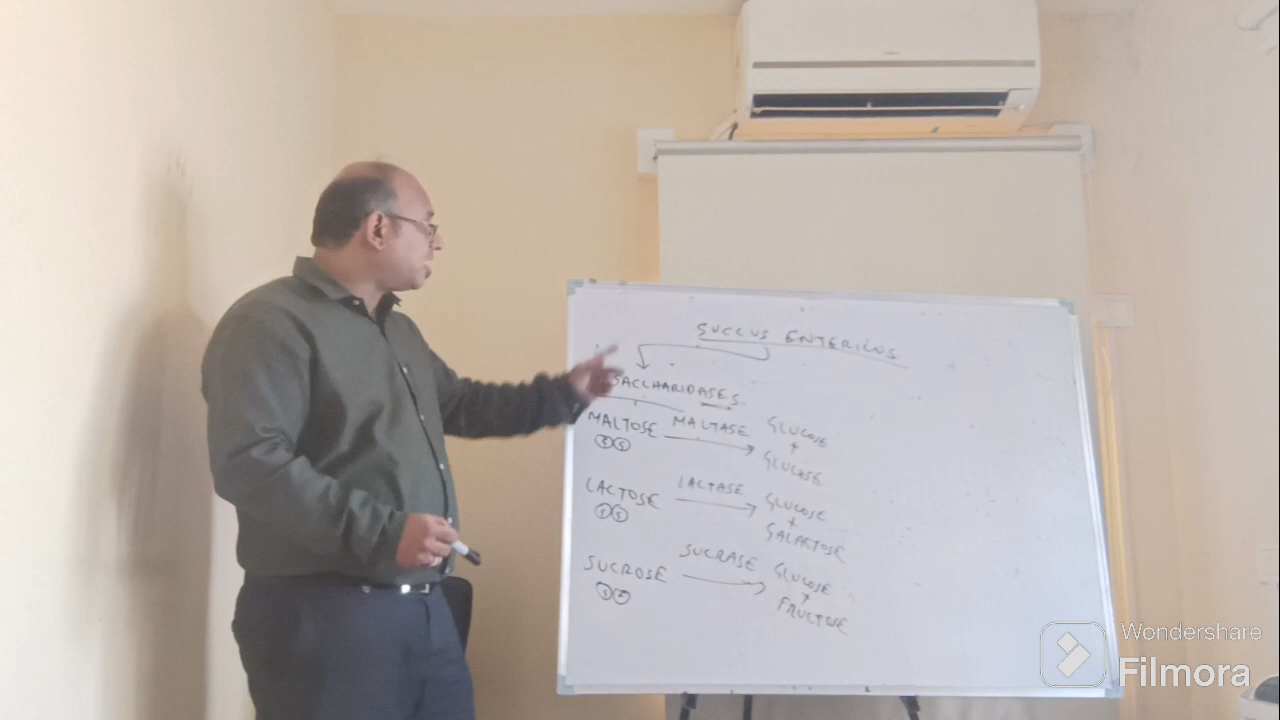 SUCCUS ENTERICUS
SACCHARIDASES.
MALTOSE MALTASE GLUCOSE
+
GLUCOSE
LACTOSE LACTASE GLUCOSE
+
GALACTOSE
SUCROSE SUCRASE GLUCOSE
+
FRUCTOSE
Wondershare
Filmora